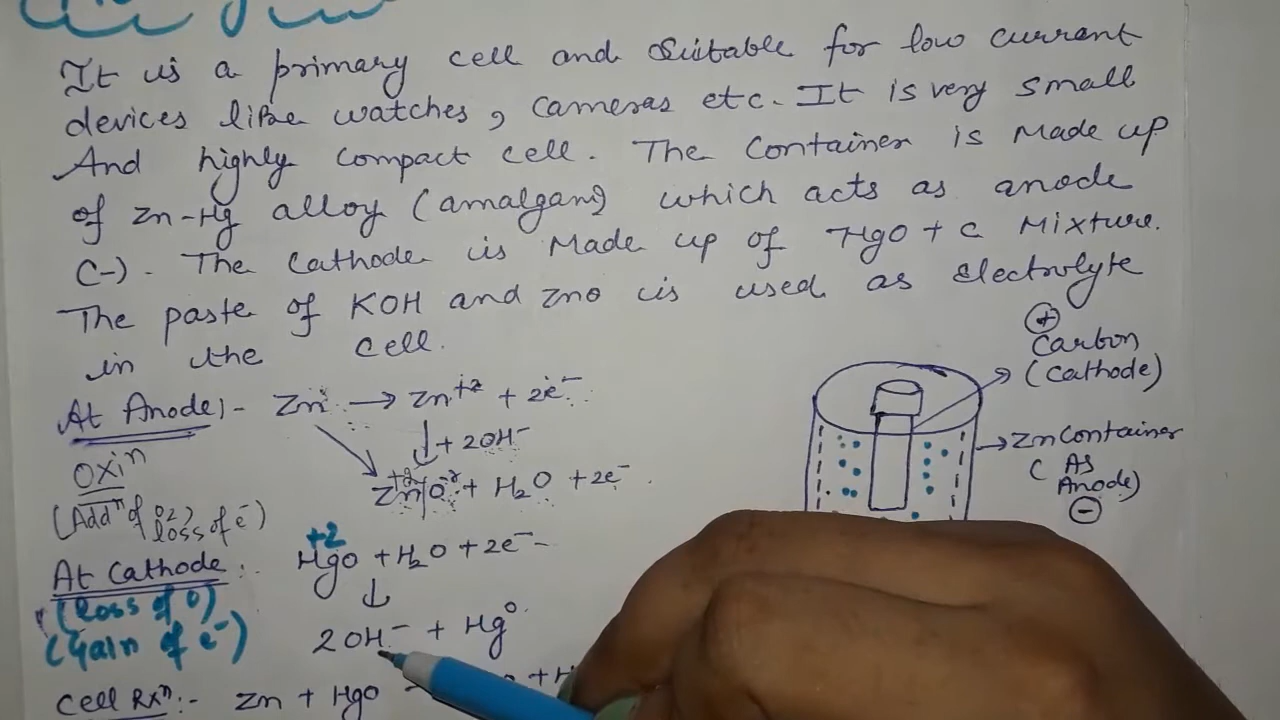 It is a primary cell and Suitable for low current
devices like watches, cameras etc. It is very small
And highly compact cell. The Container is Made up
of Zn-Hg alloy (amalgam) which acts as anode
(-). The Cathode is Made up of HgO + C Mixture.
The paste of KOH and ZnO is used as Electrolyte
in the cell.
At Anode:- Zn → Zn+2 + 2e-
↓ + 2OH-
OXiⁿ
(Addⁿ of O2)
loss of e-)
+2 -2
ZnO + H2O + 2e-
At Cathode:-
(loss of O)
(Gain of e-)
+2
HgO + H2O + 2e-
↓
2OH- + Hg⁰
Cell Rxⁿ:- Zn + HgO
+
Carbon
(Cathode)
Zn Container
(As
Anode)
-